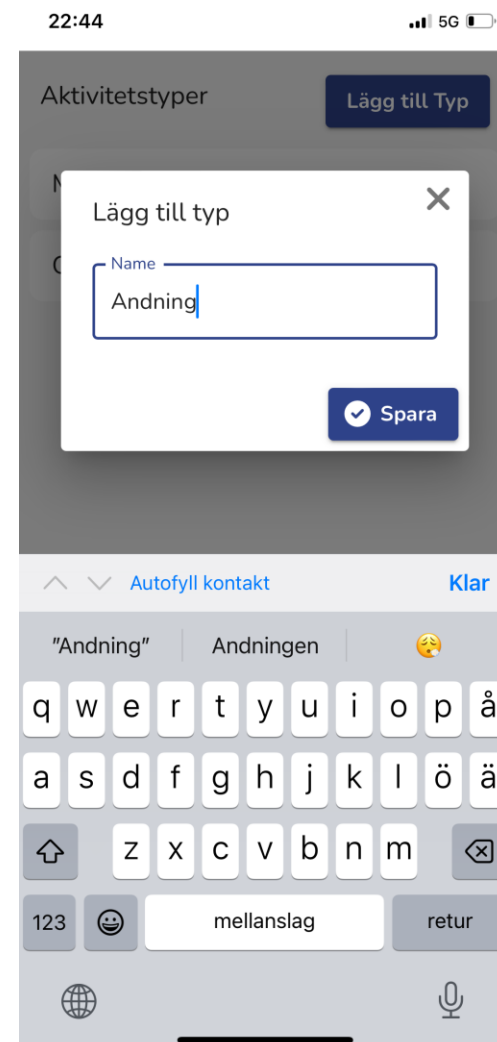 22:44 5G
Aktivitetstyper Lägg till Typ
Lägg till typ
Name
Andning
Spara
Autofyll kontakt Klar
"Andning" Andningen
q w e r t y u i o p å
a s d f g h j k l ö ä
z x c v b n m
123 mellanslag retur